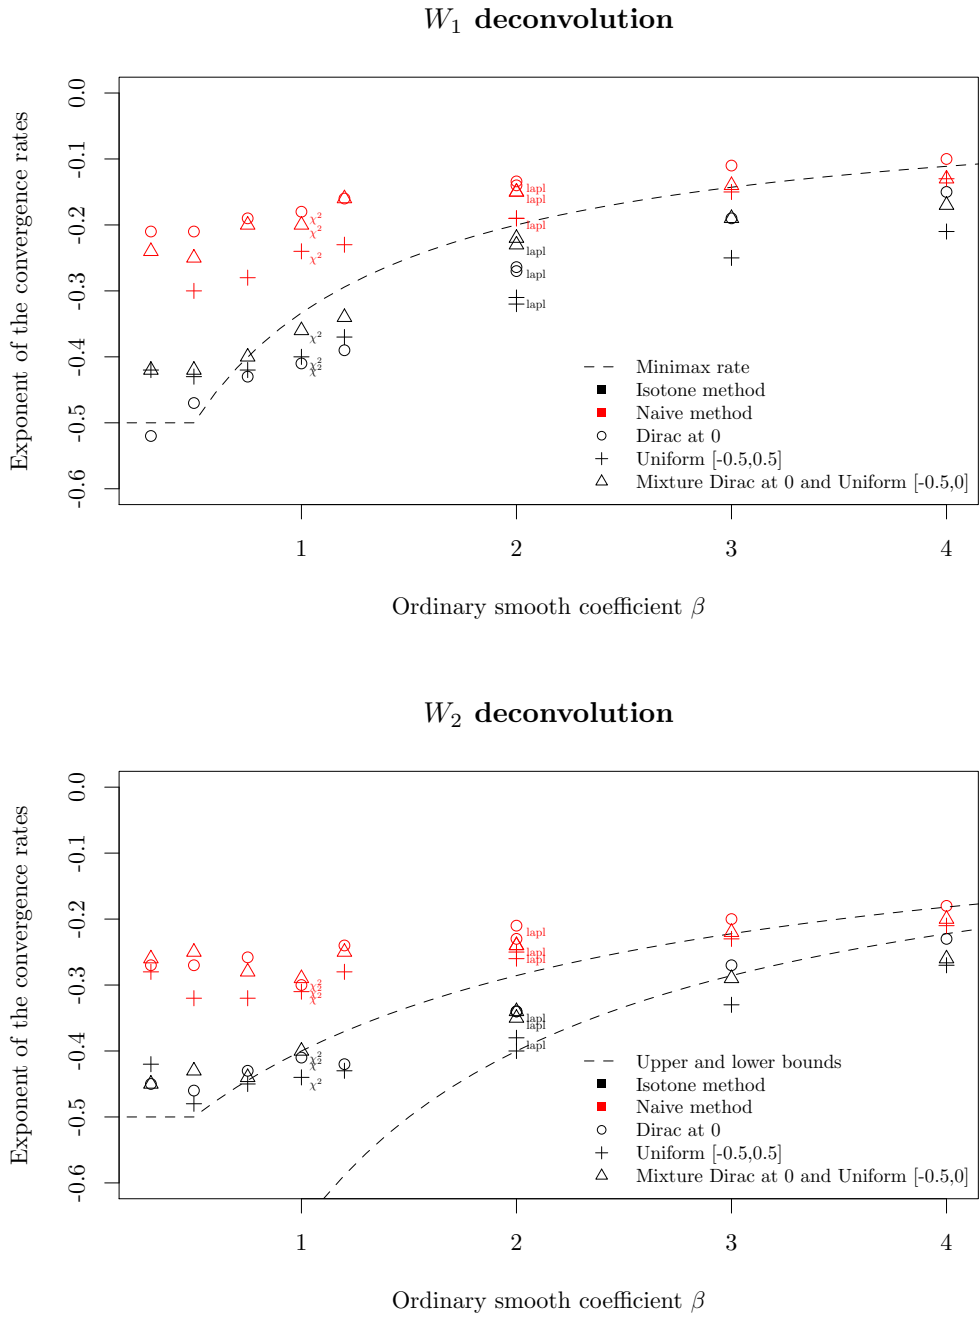 W₁ deconvolution
Exponent of the convergence rates
0.0
-0.1
-0.2
-0.3
-0.4
-0.5
-0.6
lapl
lapl
lapl
lapl
lapl
lapl
χ²
χ²
χ²
χ²
χ²
χ²
Minimax rate
Isotone method
Naive method
Dirac at 0
Uniform [-0.5,0.5]
Mixture Dirac at 0 and Uniform [-0.5,0]
1 2 3 4
Ordinary smooth coefficient β
W₂ deconvolution
Exponent of the convergence rates
0.0
-0.1
-0.2
-0.3
-0.4
-0.5
-0.6
lapl
lapl
lapl
χ²
χ²
χ²
lapl
lapl
lapl
χ²
χ²
χ²
Upper and lower bounds
Isotone method
Naive method
Dirac at 0
Uniform [-0.5,0.5]
Mixture Dirac at 0 and Uniform [-0.5,0]
1 2 3 4
Ordinary smooth coefficient β